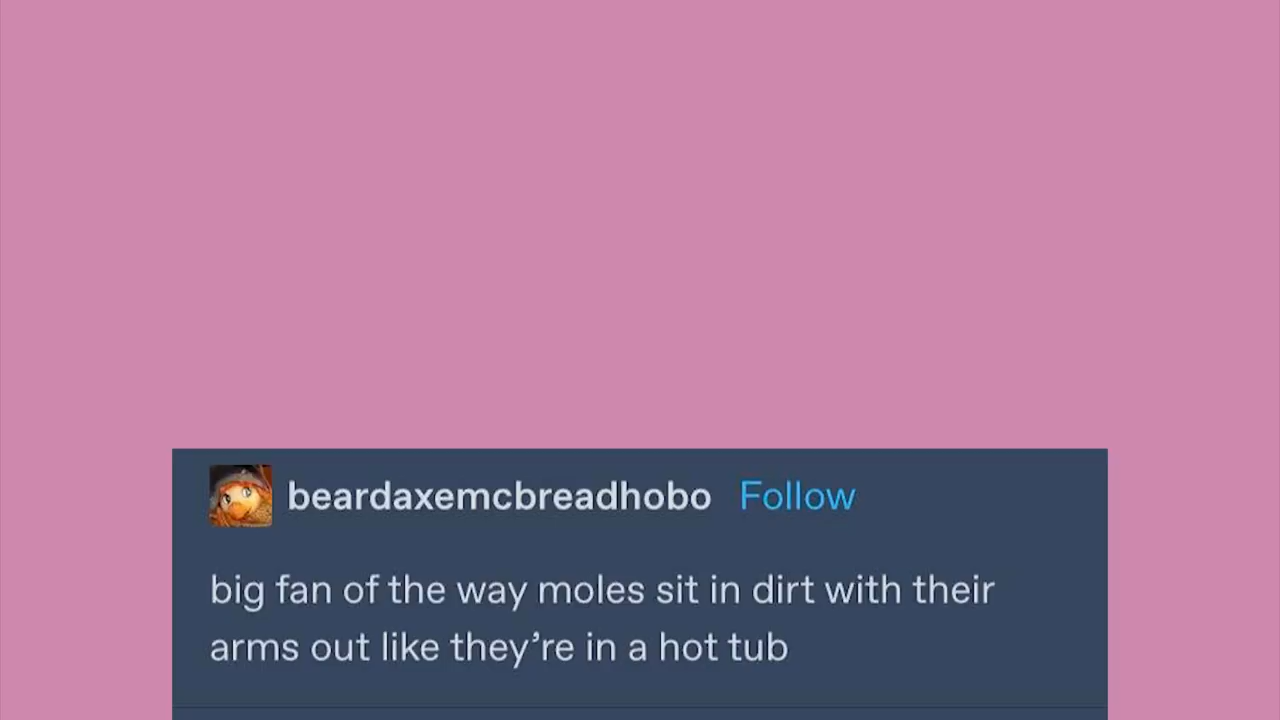 beardaxemcbreadhobo Follow
big fan of the way moles sit in dirt with their
arms out like they’re in a hot tub